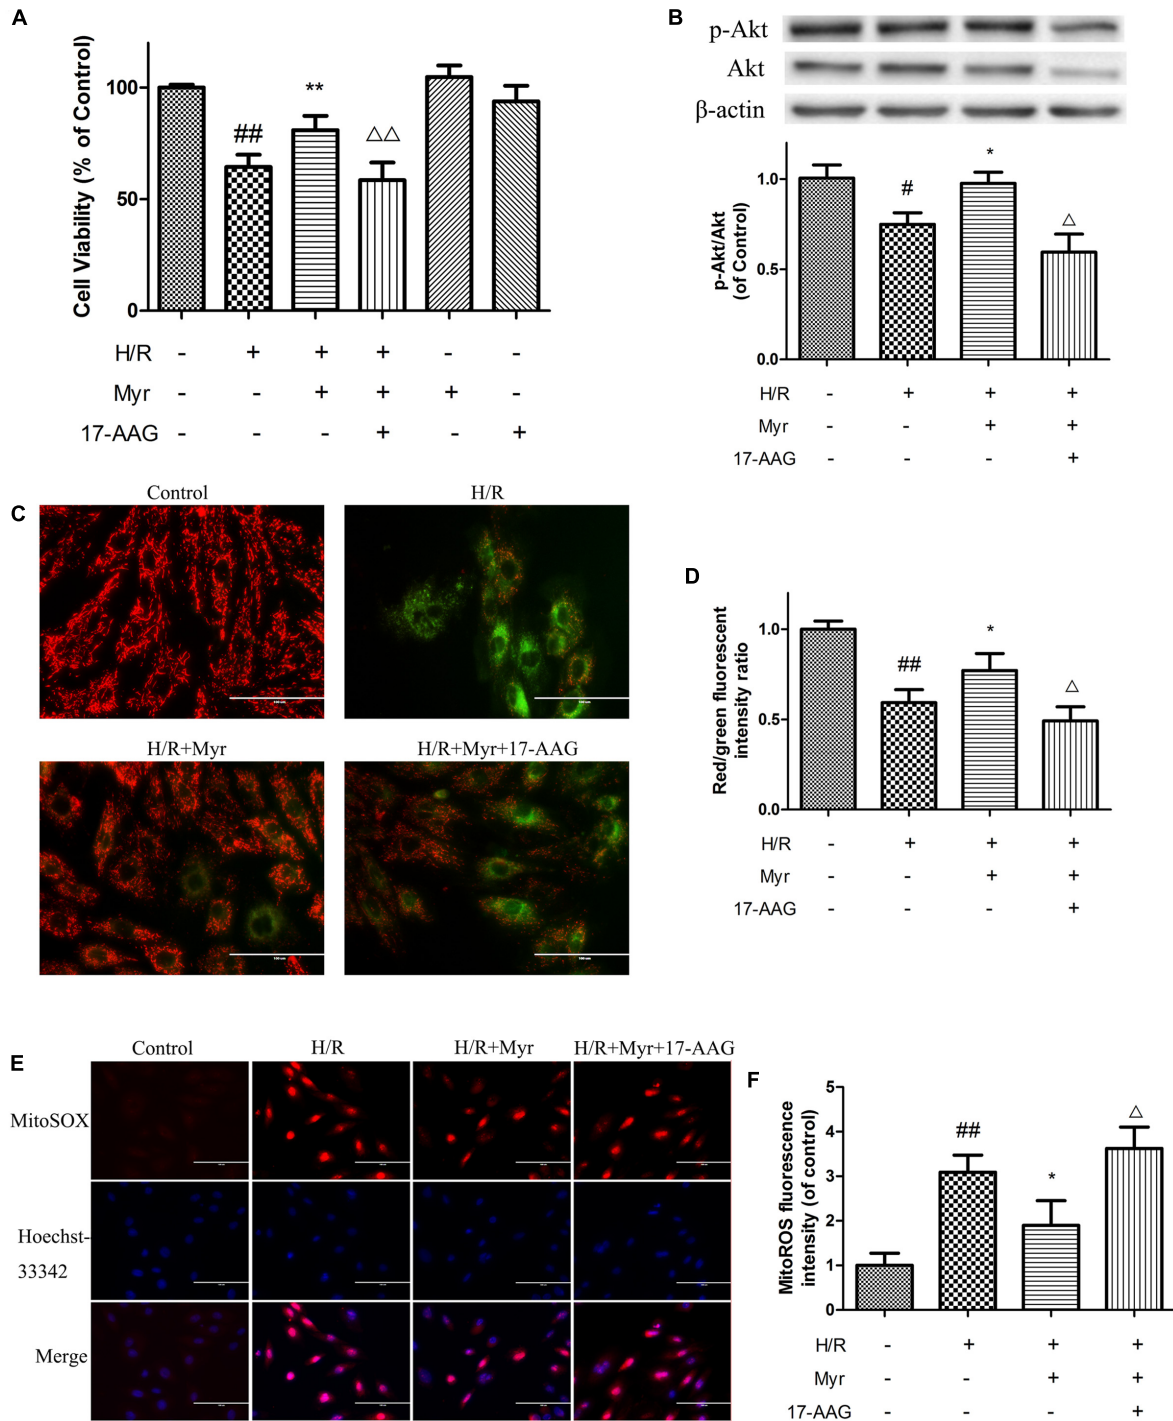 A
Cell Viability (% of Control)
100
50
0
##
**
△△
H/R - + + + - -
Myr - - + + + -
17-AAG - - - + - +
B
p-Akt
Akt
β-actin
p-Akt/Akt
(of Control)
1.0
0.5
0.0
#
*
△
H/R - + + +
Myr - - + +
17-AAG - - - +
C
Control
H/R
H/R+Myr
H/R+Myr+17-AAG
D
Red/green fluorescent
intensity ratio
1.0
0.5
0.0
##
*
△
H/R - + + +
Myr - - + +
17-AAG - - - +
E
Control H/R H/R+Myr H/R+Myr+17-AAG
MitoSOX
Hoechst-
33342
Merge
F
MitoROS fluorescence
intensity (of control)
5
4
3
2
1
0
##
*
△
H/R - + + +
Myr - - + +
17-AAG - - - +